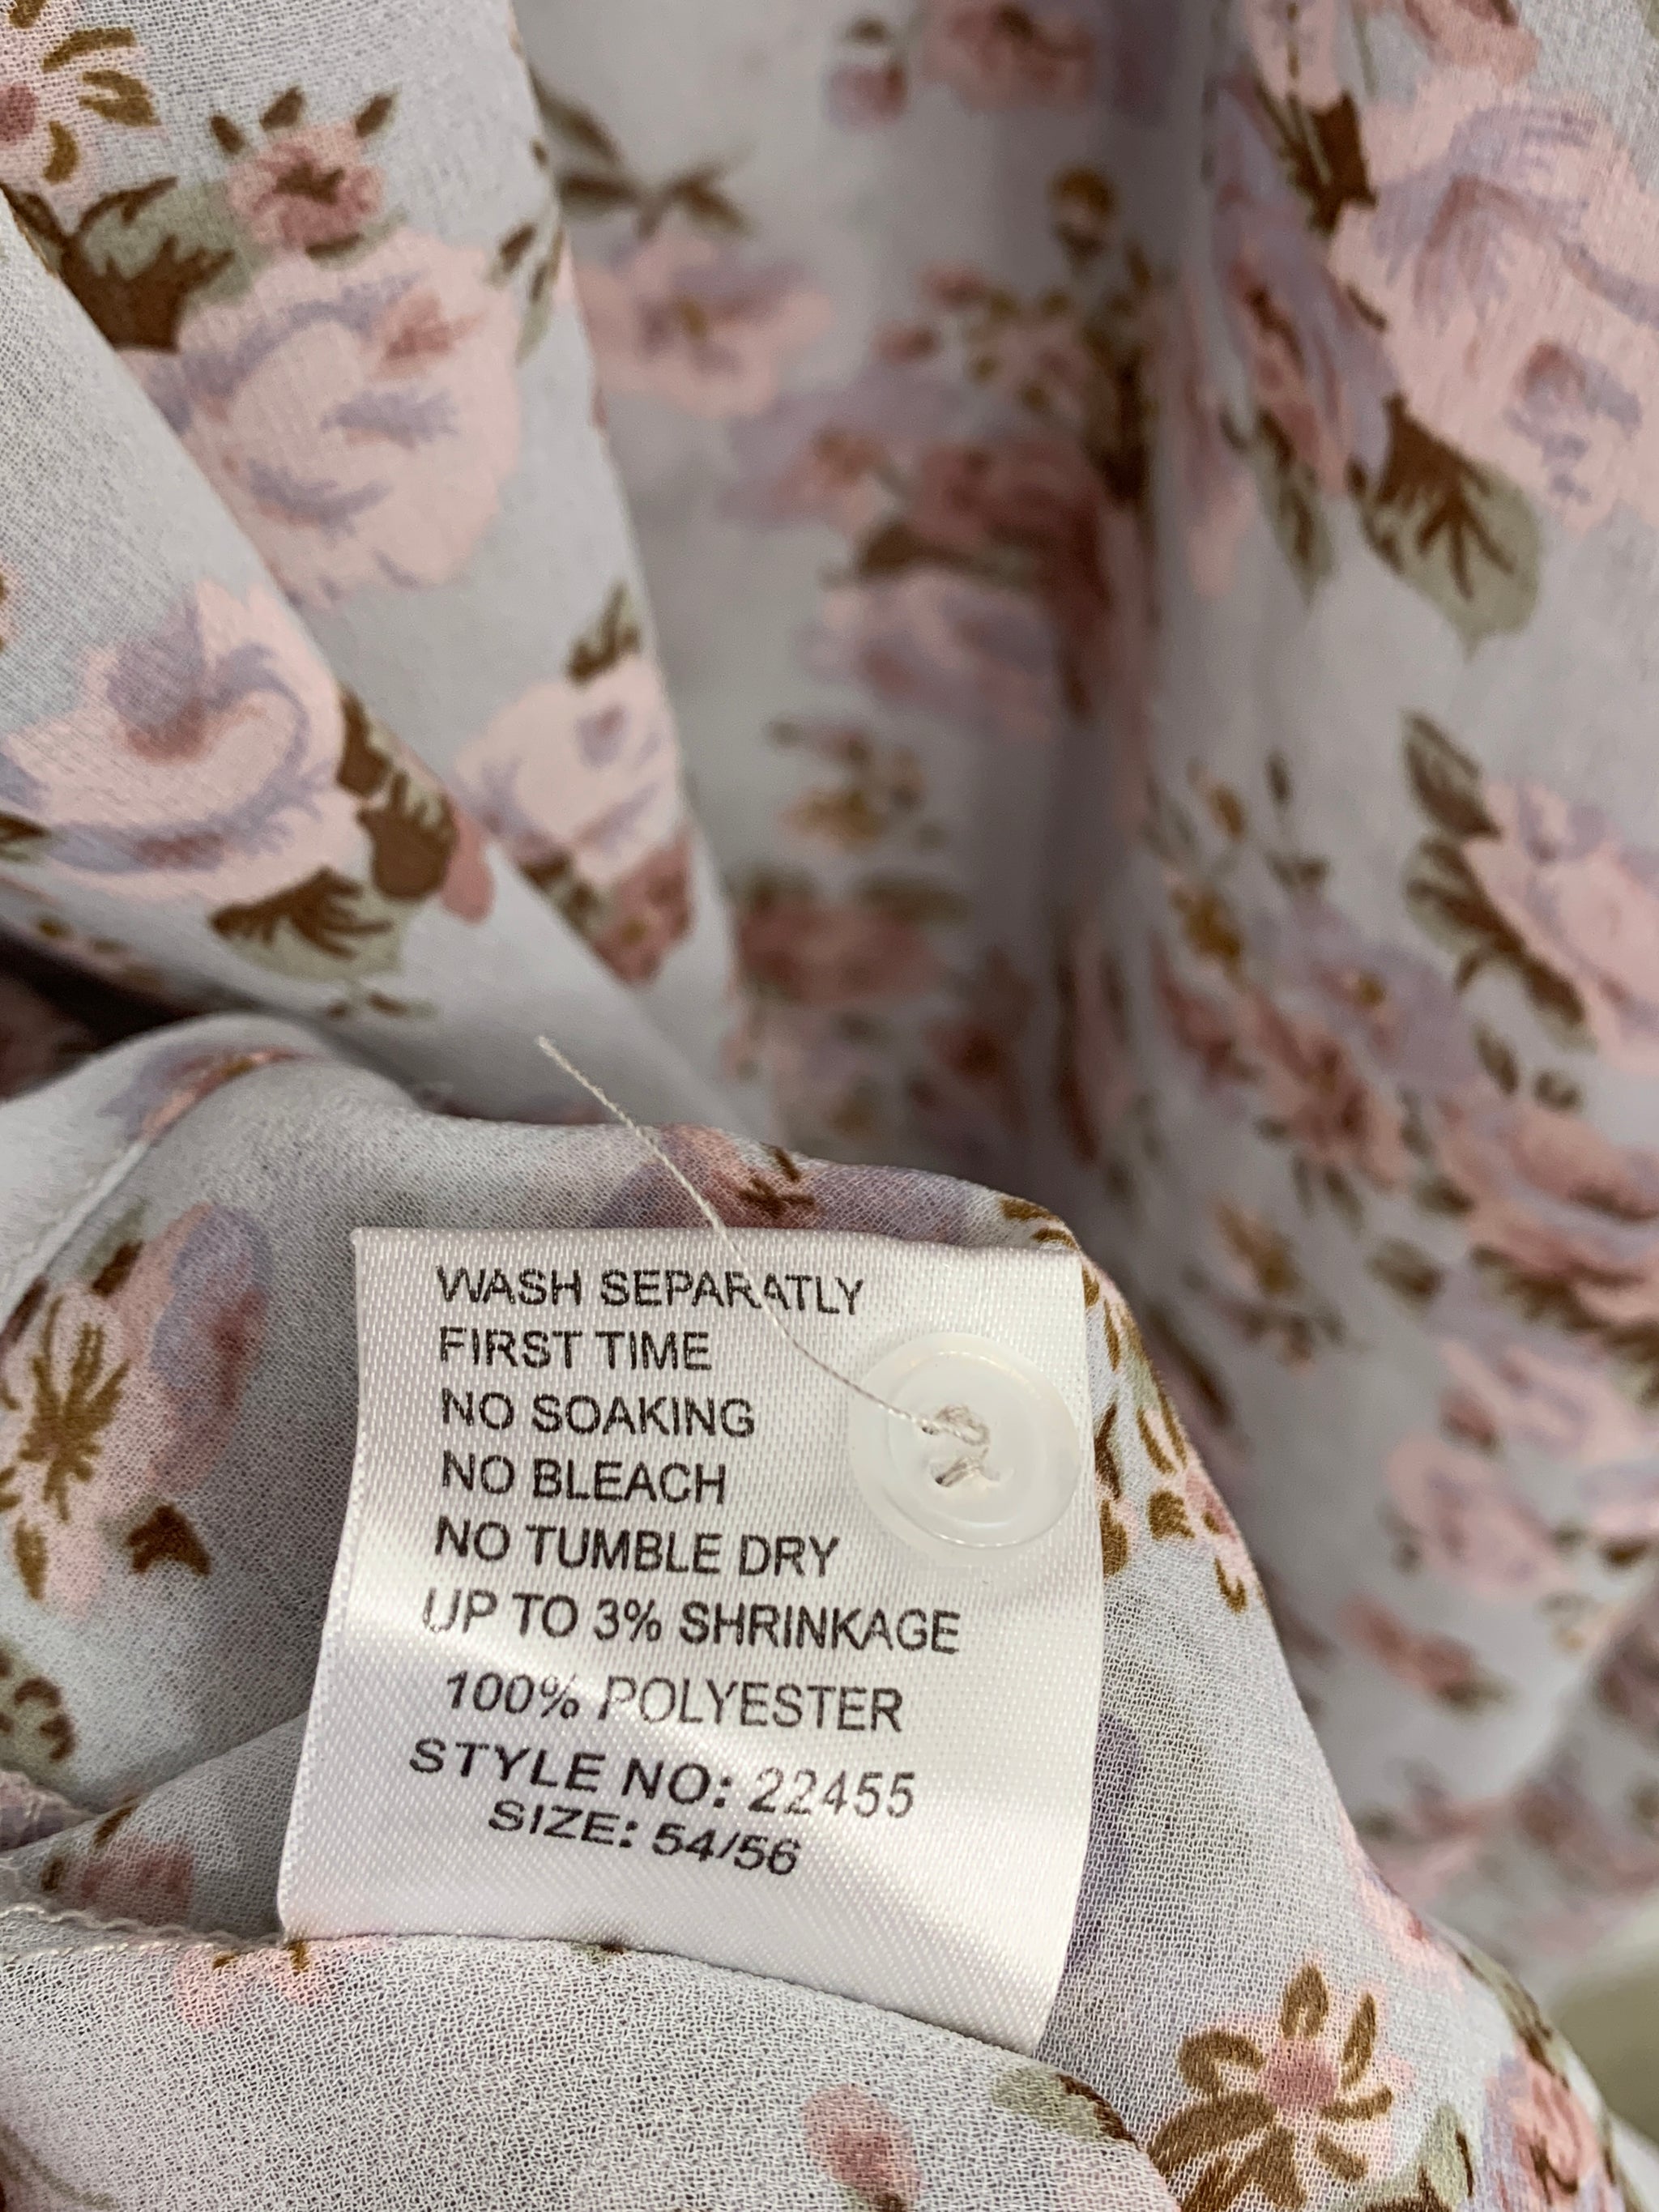 WASH SEPARATLY
FIRST TIME
NO SOAKING
NO BLEACH
NO TUMBLE DRY
UP TO 3% SHRINKAGE
100% POLYESTER
STYLE NO: 22455
SIZE: 54/56